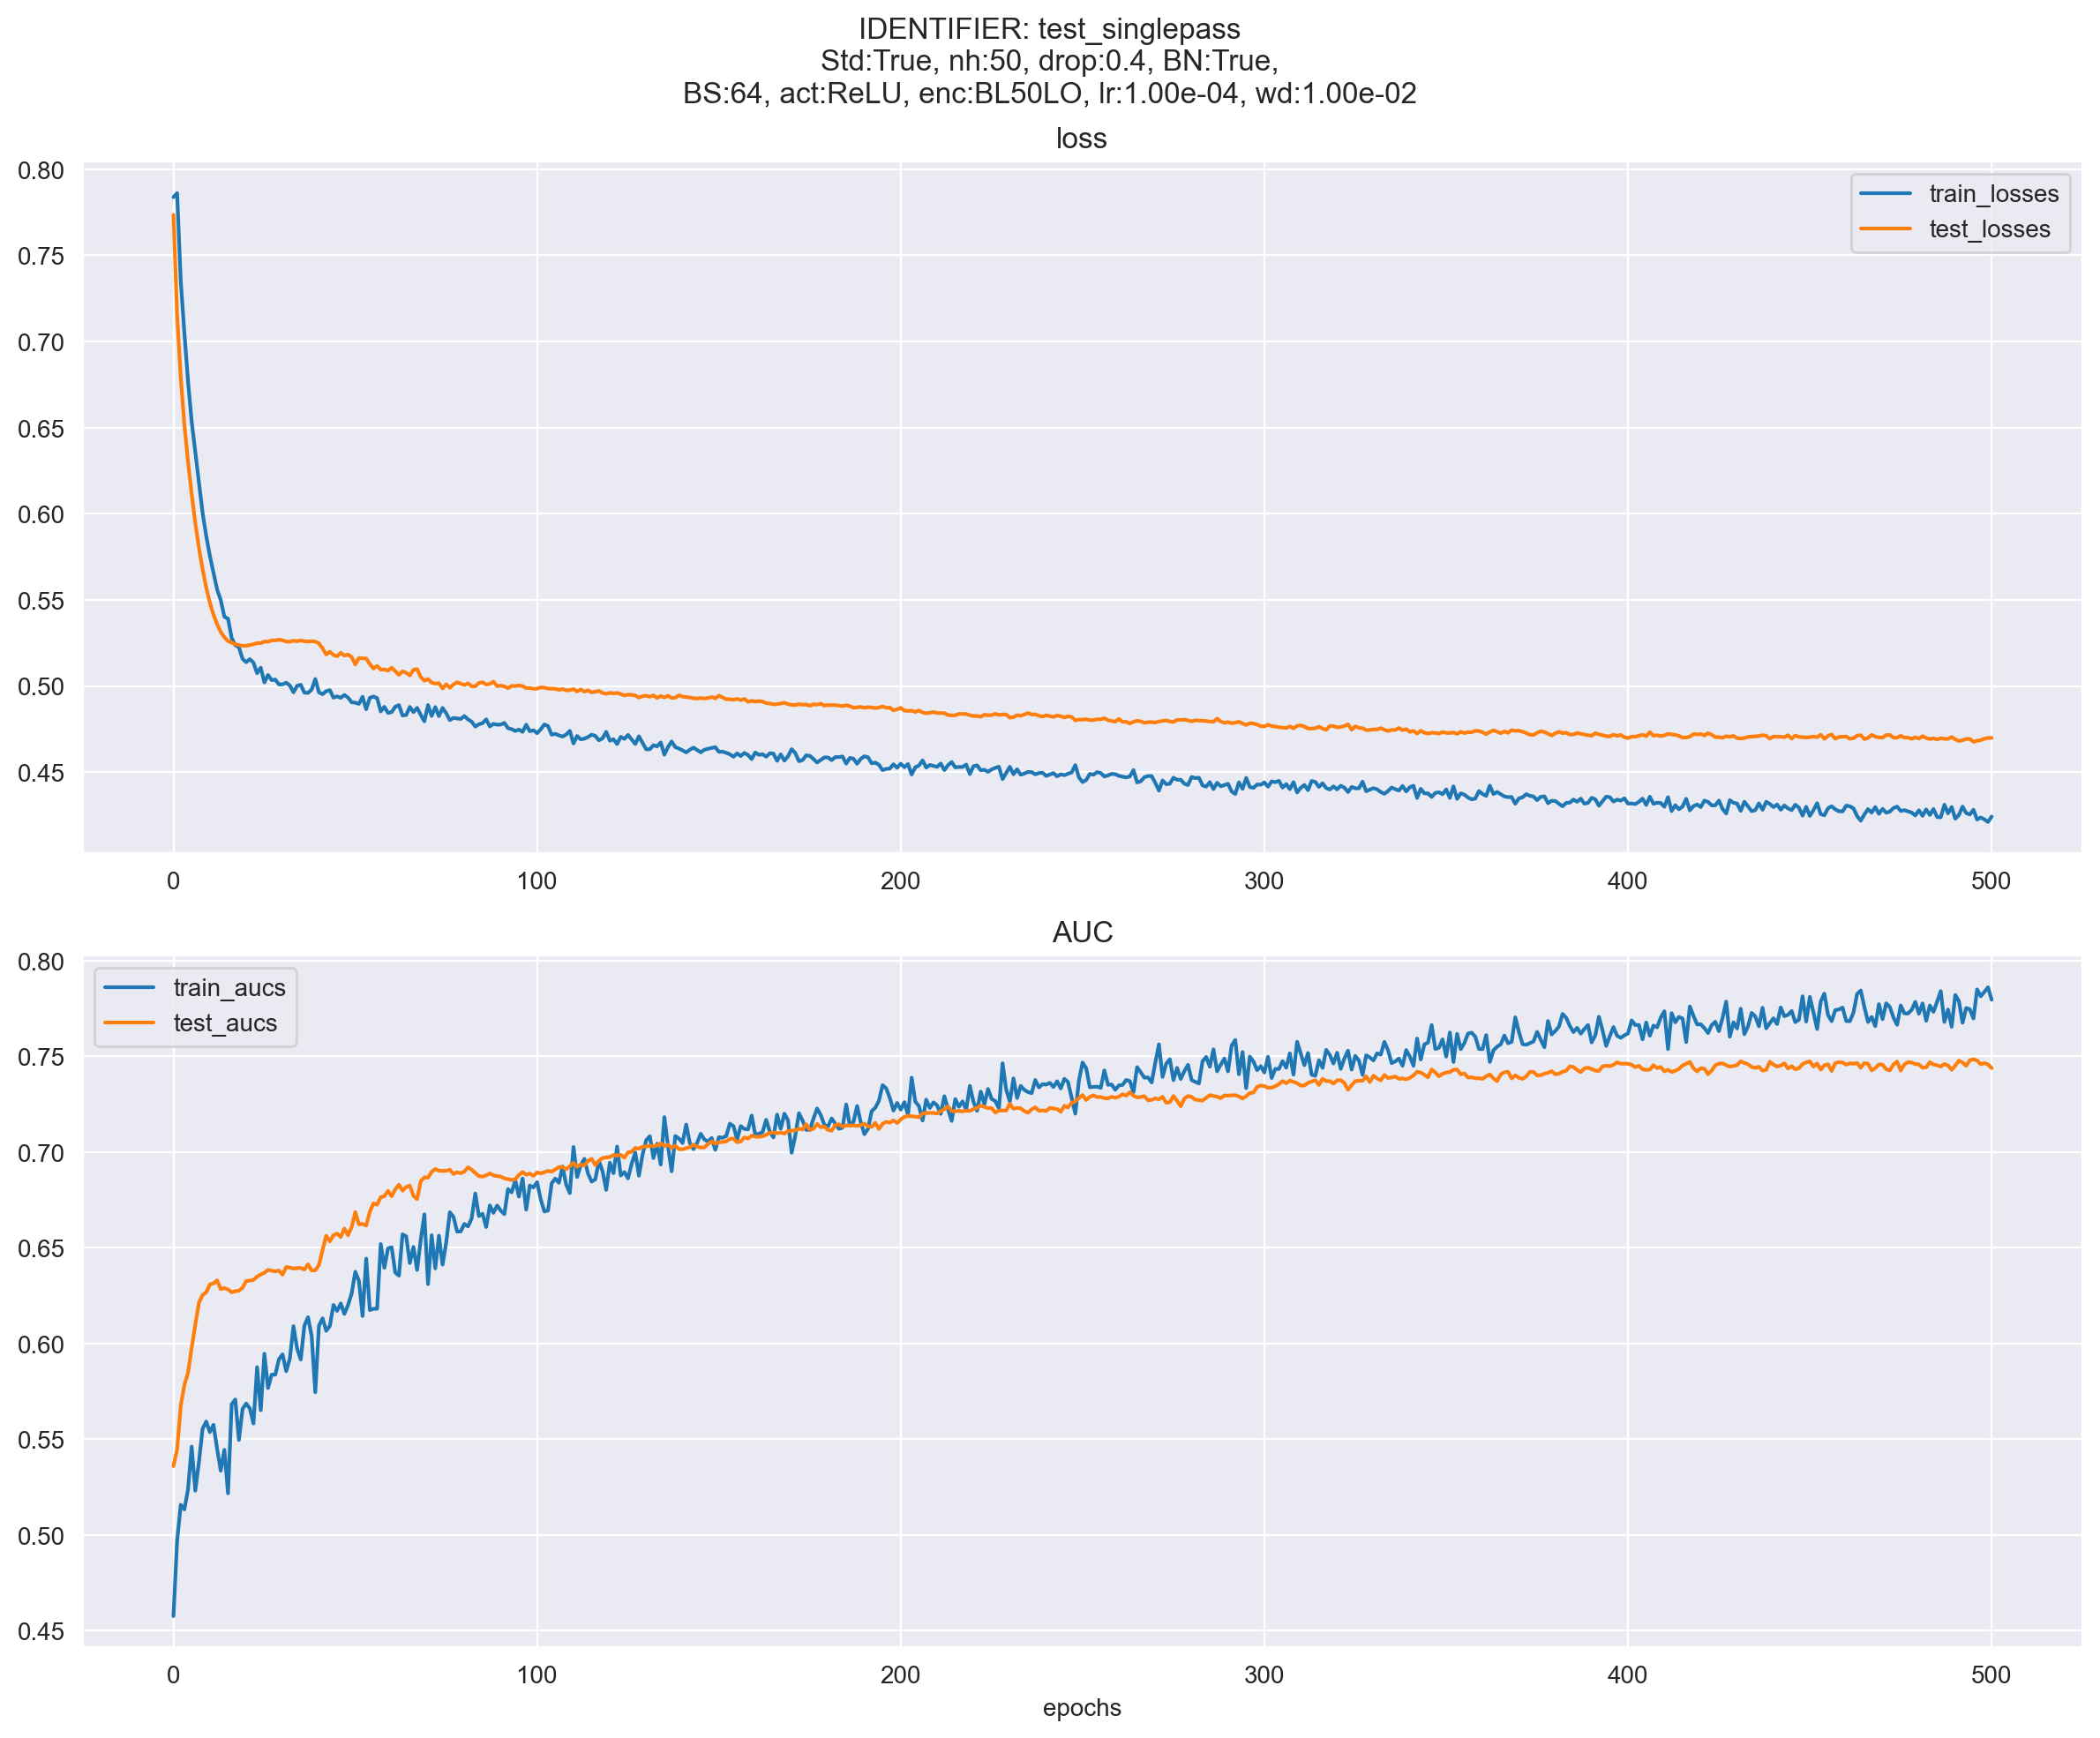 IDENTIFIER: test_singlepass
Std:True, nh:50, drop:0.4, BN:True,
BS:64, act:ReLU, enc:BL50LO, lr:1.00e-04, wd:1.00e-02
loss
0.80
0.75
0.70
0.65
0.60
0.55
0.50
0.45
train_losses
test_losses
0 100 200 300 400 500
AUC
0.80
0.75
0.70
0.65
0.60
0.55
0.50
0.45
train_aucs
test_aucs
0 100 200 300 400 500
epochs